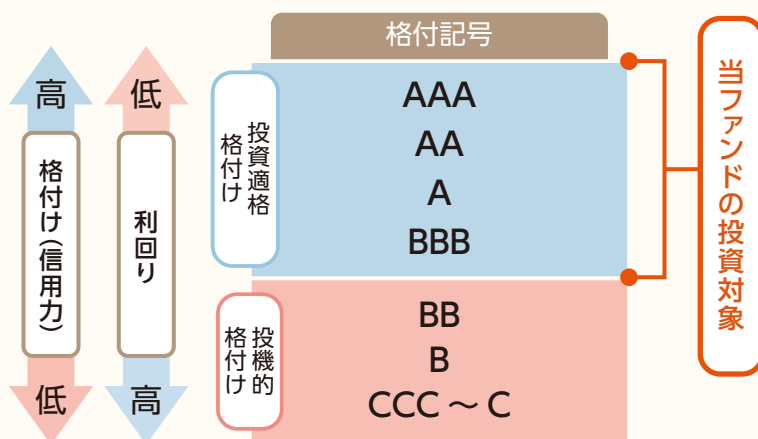 格付記号
高
格付け(信用力)
低
低
利回り
高
投資適格
格付け
AAA
AA
A
BBB
投機的
格付け
BB
B
CCC ～ C
当ファンドの投資対象